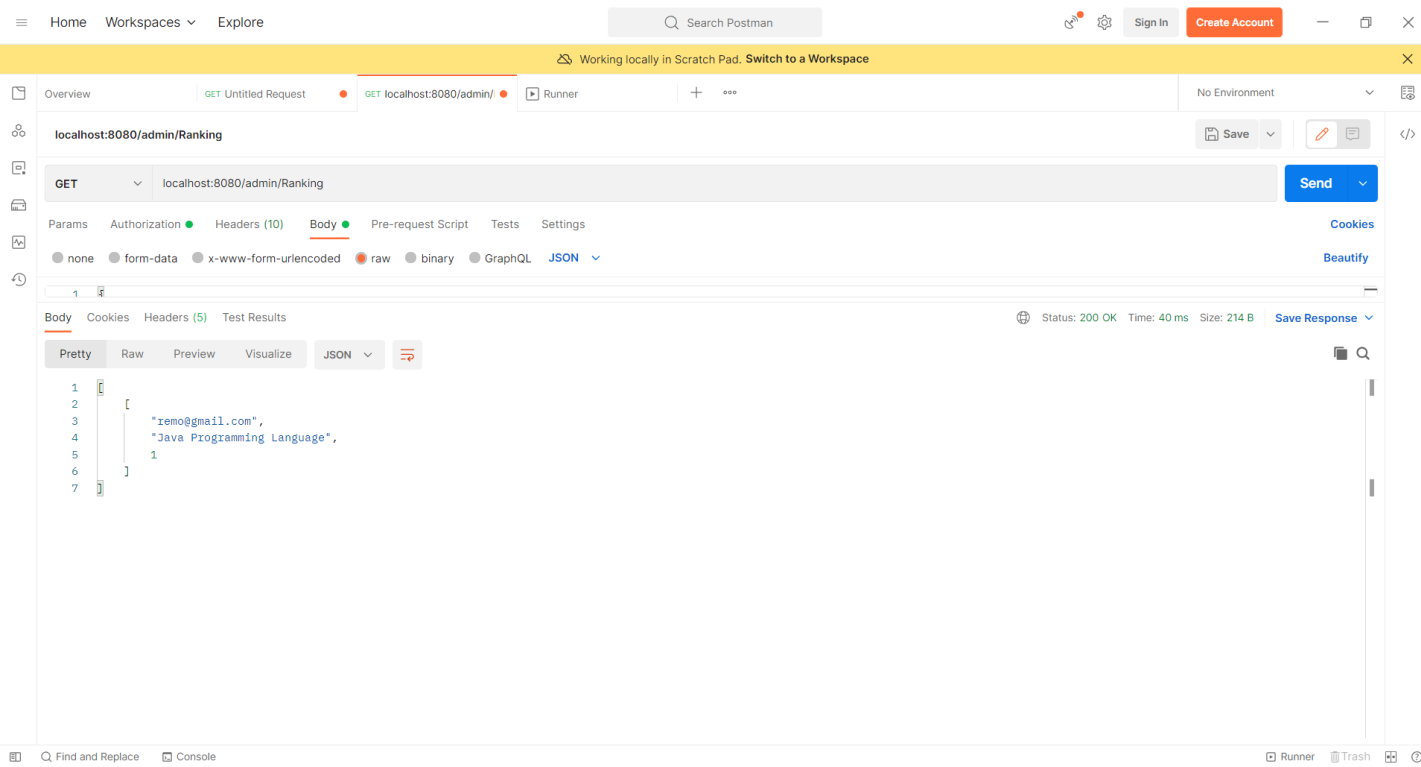 Home Workspaces Explore Search Postman Sign In Create Account
Working locally in Scratch Pad. Switch to a Workspace
Overview GET Untitled Request GET localhost:8080/admin/ Runner No Environment
localhost:8080/admin/Ranking Save
GET localhost:8080/admin/Ranking Send
Params Authorization Headers (10) Body Pre-request Script Tests Settings Cookies
none form-data x-www-form-urlencoded raw binary GraphQL JSON Beautify
1 {
Body Cookies Headers (5) Test Results Status: 200 OK Time: 40 ms Size: 214 B Save Response
Pretty Raw Preview Visualize JSON
1 [
2 [
3 "remo@gmail.com",
4 "Java Programming Language",
5 1
6 ]
7 ]
Find and Replace Console Runner Trash